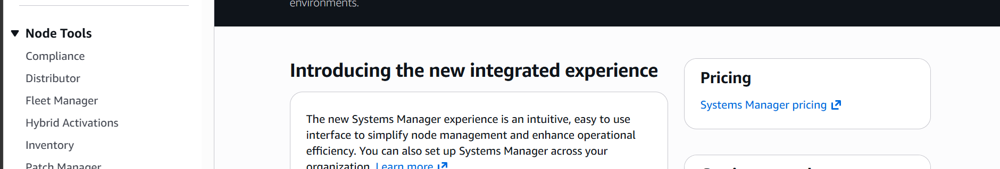 environments.
Node Tools
Compliance
Distributor
Fleet Manager
Hybrid Activations
Inventory
Patch Manager
Introducing the new integrated experience
The new Systems Manager experience is an intuitive, easy to use
interface to simplify node management and enhance operational
efficiency. You can also set up Systems Manager across your
organization. Learn more
Pricing
Systems Manager pricing